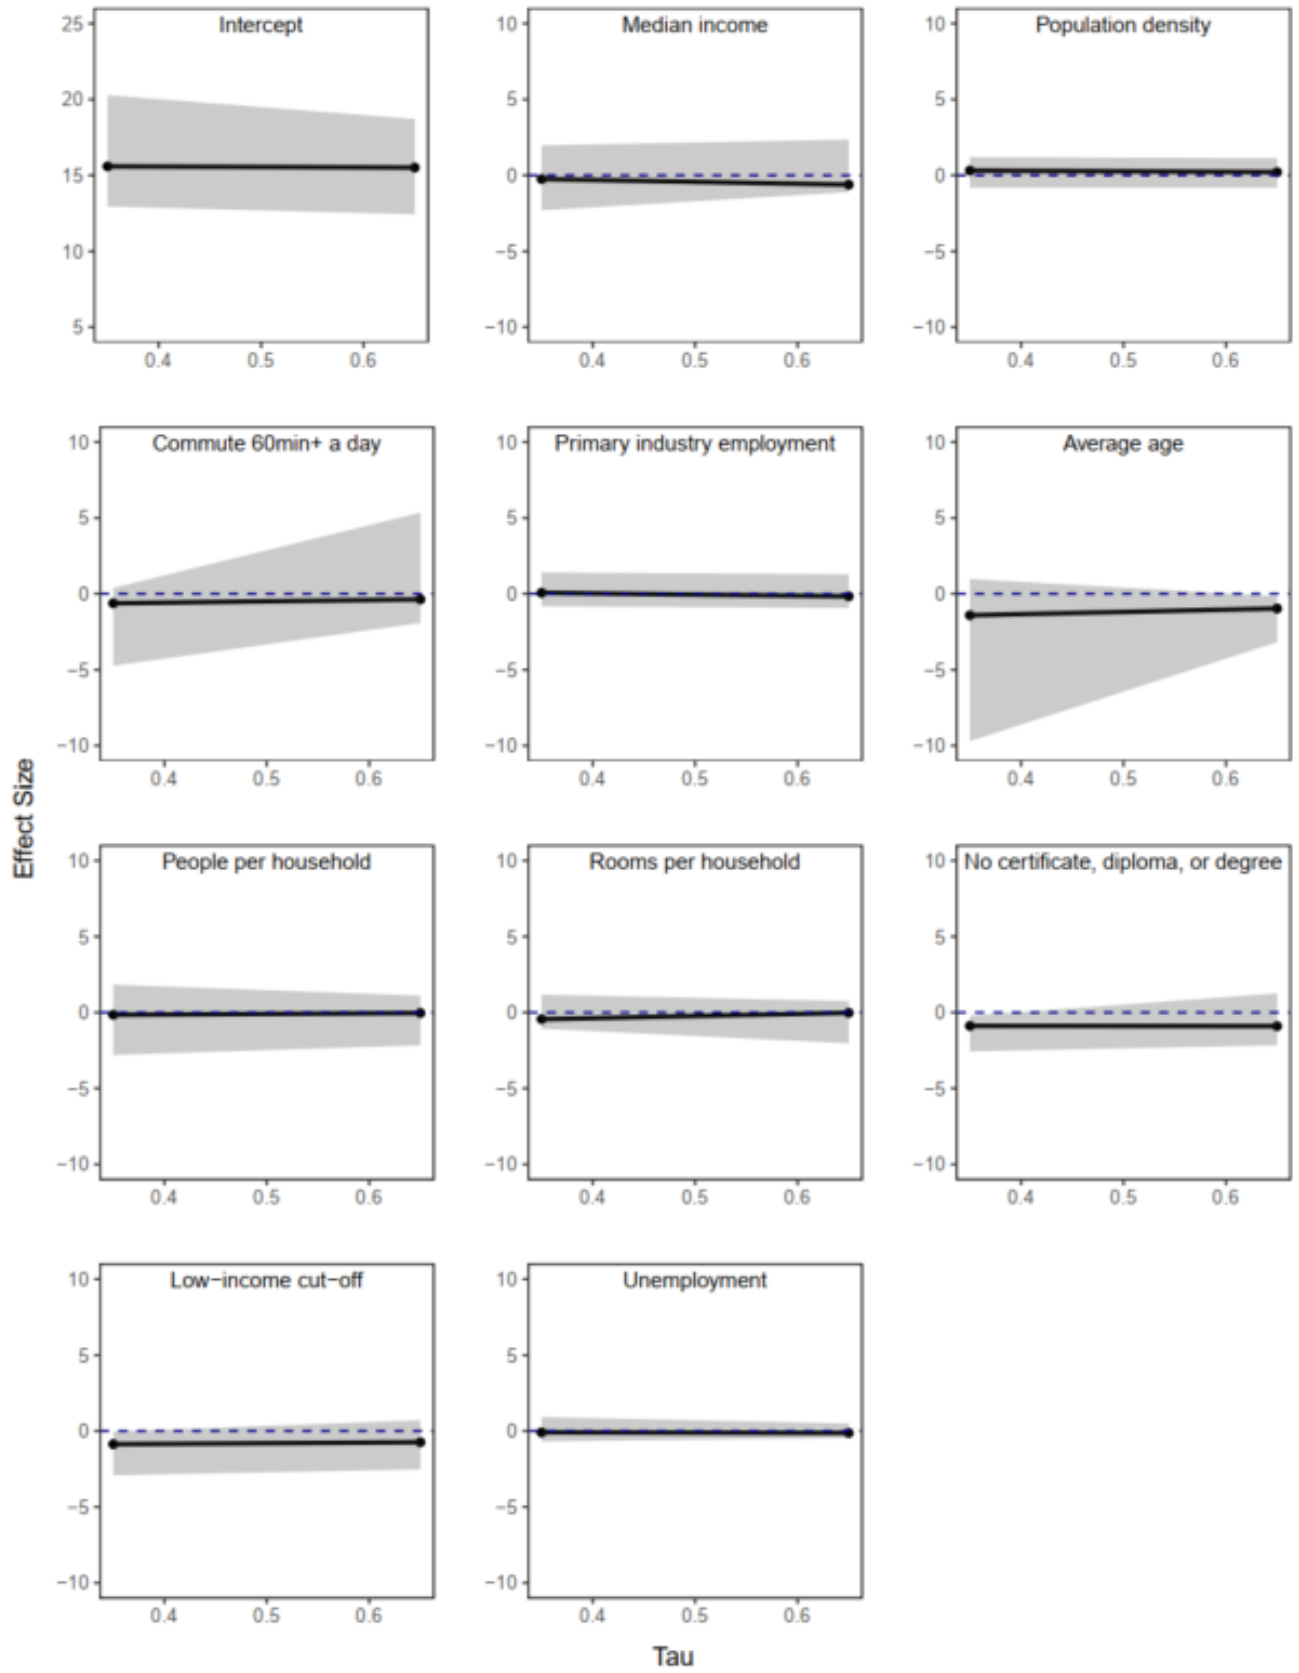 Intercept
25
20
15
10
5
0.4 0.5 0.6
Median income
10
5
0
−5
−10
0.4 0.5 0.6
Population density
10
5
0
−5
−10
0.4 0.5 0.6
Commute 60min+ a day
10
5
0
−5
−10
0.4 0.5 0.6
Primary industry employment
0.4 0.5 0.6
Average age
10
5
0
−5
−10
0.4 0.5 0.6
Effect Size
People per household
10
5
0
−5
−10
0.4 0.5 0.6
Rooms per household
10
5
0
−5
−10
0.4 0.5 0.6
No certificate, diploma, or degree
10
5
0
−5
−10
0.4 0.5 0.6
Low−income cut−off
10
5
0
−5
−10
0.4 0.5 0.6
Unemployment
10
5
0
−5
−10
0.4 0.5 0.6
Tau